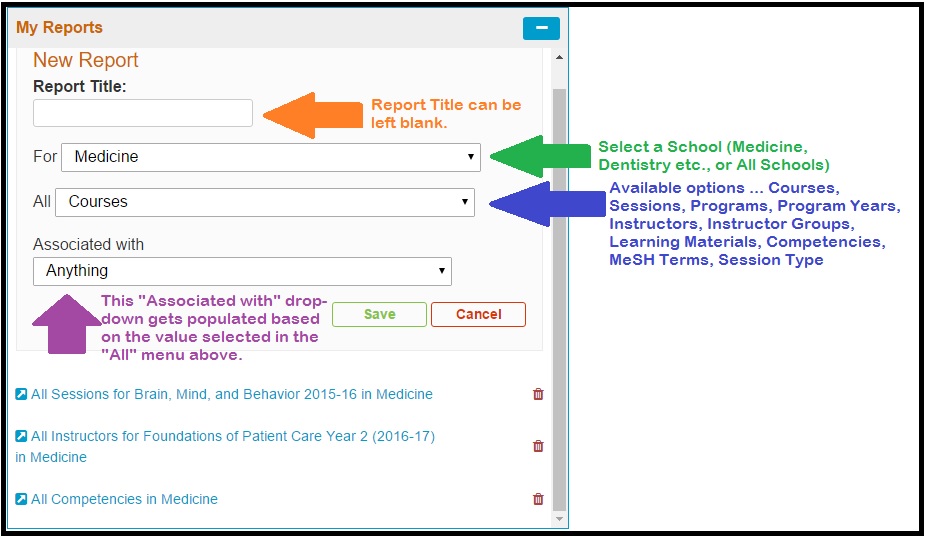 My Reports
New Report
Report Title:
Report Title can be
left blank.
For Medicine
Select a School (Medicine,
Dentistry etc., or All Schools)
All Courses
Available options ... Courses,
Sessions, Programs, Program Years,
Instructors, Instructor Groups,
Learning Materials, Competencies,
MeSH Terms, Session Type
Associated with
Anything
This "Associated with" drop-
down gets populated based
on the value selected in the
"All" menu above.
Save Cancel
All Sessions for Brain, Mind, and Behavior 2015-16 in Medicine
All Instructors for Foundations of Patient Care Year 2 (2016-17)
in Medicine
All Competencies in Medicine